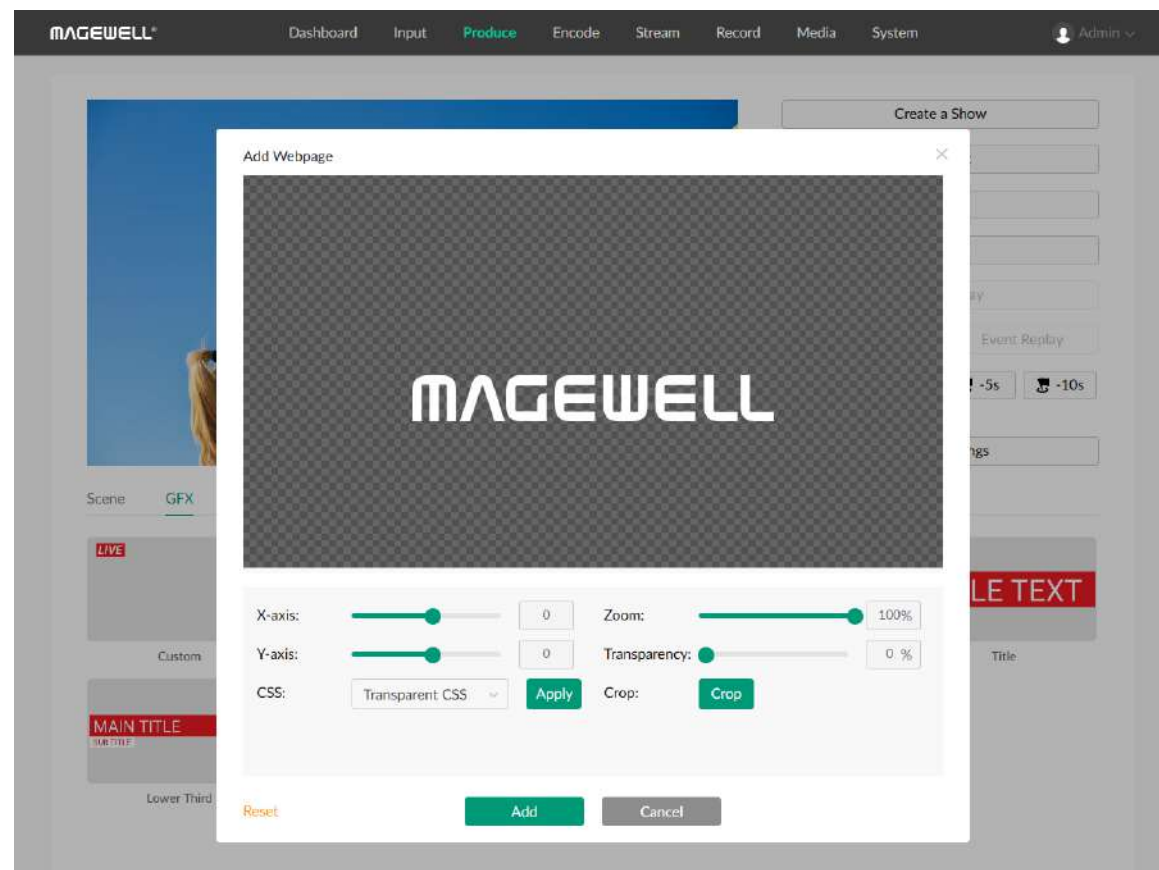 MAGEWELL®
Dashboard Input Produce Encode Stream Record Media System Admin
Create a Show
Add Webpage
MAGEWELL
Event Replay
-5s -10s
Scene GFX
LIVE
LE TEXT
X-axis: 0 Zoom: 100%
Custom Y-axis: 0 Transparency: 0 % Title
CSS: Transparent CSS Apply Crop: Crop
MAIN TITLE
SUB TITLE
Lower Third
Reset Add Cancel